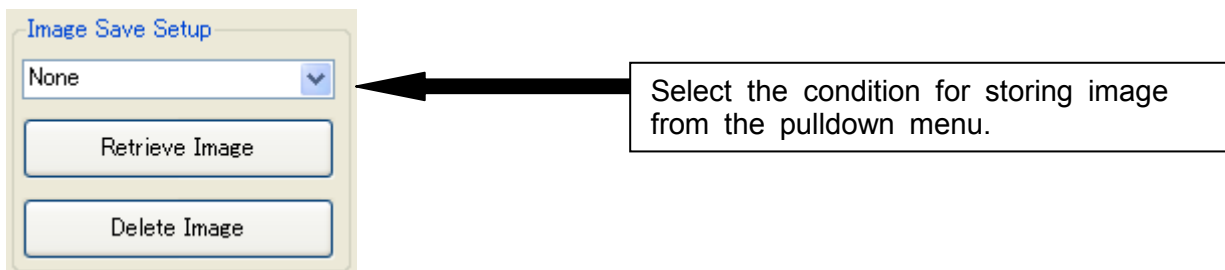 Image Save Setup
None
Retrieve Image
Delete Image
Select the condition for storing image
from the pulldown menu.